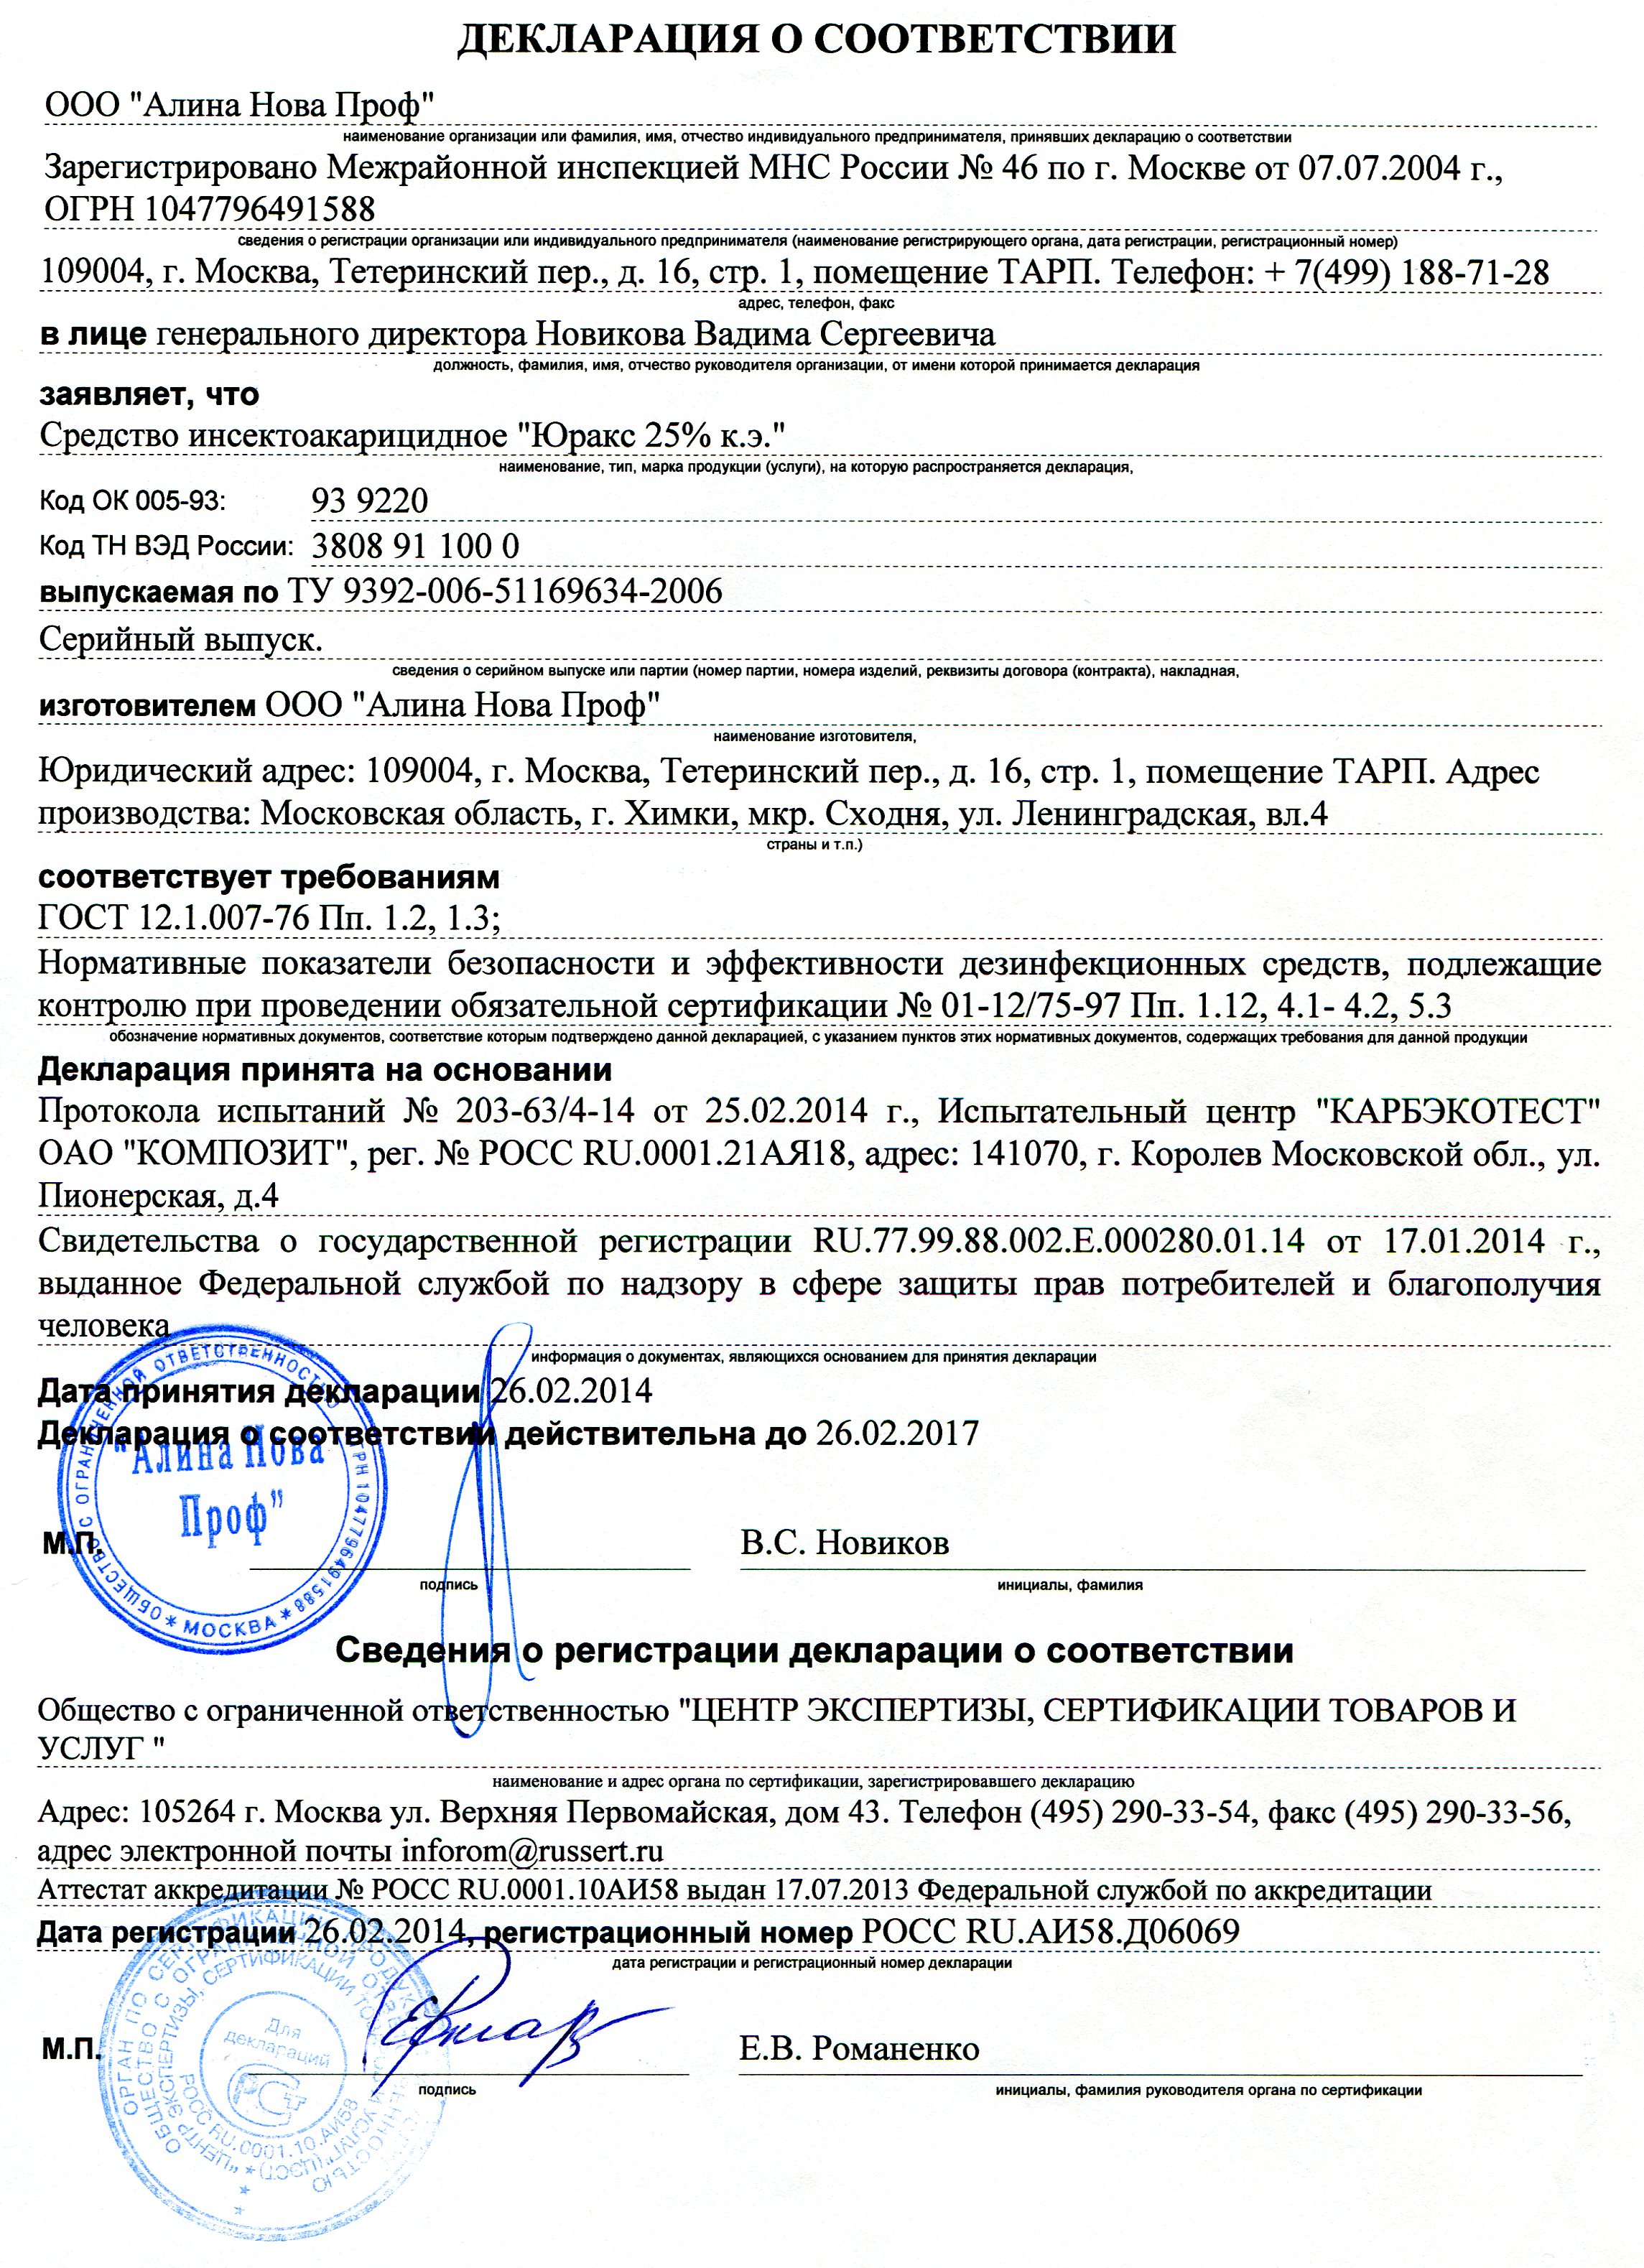 ДЕКЛАРАЦИЯ О СООТВЕТСТВИИ
ООО "Алина Нова Проф"
наименование организации или фамилия, имя, отчество индивидуального предпринимателя, принявших декларацию о соответствии
Зарегистрировано Межрайонной инспекцией МНС России № 46 по г. Москве от 07.07.2004 г.,
ОГРН 1047796491588
сведения о регистрации организации или индивидуального предпринимателя (наименование регистрирующего органа, дата регистрации, регистрационный номер)
109004, г. Москва, Тетеринский пер., д. 16, стр. 1, помещение ТАРП. Телефон: + 7(499) 188-71-28
адрес, телефон, факс
в лице генерального директора Новикова Вадима Сергеевича
должность, фамилия, имя, отчество руководителя организации, от имени которой принимается декларация
заявляет, что
Средство инсектоакарицидное "Юракс 25% к.э."
наименование, тип, марка продукции (услуги), на которую распространяется декларация,
Код ОК 005-93: 93 9220
Код ТН ВЭД России: 3808 91 100 0
выпускаемая по ТУ 9392-006-51169634-2006
Серийный выпуск.
сведения о серийном выпуске или партии (номер партии, номера изделий, реквизиты договора (контракта), накладная,
изготовителем ООО "Алина Нова Проф"
наименование изготовителя,
Юридический адрес: 109004, г. Москва, Тетеринский пер., д. 16, стр. 1, помещение ТАРП. Адрес
производства: Московская область, г. Химки, мкр. Сходня, ул. Ленинградская, вл.4
страны и т.п.)
соответствует требованиям
ГОСТ 12.1.007-76 Пп. 1.2, 1.3;
Нормативные показатели безопасности и эффективности дезинфекционных средств, подлежащие
контролю при проведении обязательной сертификации № 01-12/75-97 Пп. 1.12, 4.1- 4.2, 5.3
обозначение нормативных документов, соответствие которым подтверждено данной декларацией, с указанием пунктов этих нормативных документов, содержащих требования для данной продукции
Декларация принята на основании
Протокола испытаний № 203-63/4-14 от 25.02.2014 г., Испытательный центр "КАРБЭКОТЕСТ"
ОАО "КОМПОЗИТ", рег. № РОСС RU.0001.21АЯ18, адрес: 141070, г. Королев Московской обл., ул.
Пионерская, д.4
Свидетельства о государственной регистрации RU.77.99.88.002.Е.000280.01.14 от 17.01.2014 г.,
выданное Федеральной службой по надзору в сфере защиты прав потребителей и благополучия
человека
информация о документах, являющихся основанием для принятия декларации
Дата принятия декларации 26.02.2014
Декларация о соответствии действительна до 26.02.2017
ОБЩЕСТВО С ОГРАНИЧЕННОЙ ОТВЕТСТВЕННОСТЬЮ ОГРН 1047796491588 * МОСКВА *
"Алина Нова
Проф"
М.П.
В.С. Новиков
подпись
инициалы, фамилия
Сведения о регистрации декларации о соответствии
Общество с ограниченной ответственностью "ЦЕНТР ЭКСПЕРТИЗЫ, СЕРТИФИКАЦИИ ТОВАРОВ И
УСЛУГ "
наименование и адрес органа по сертификации, зарегистрировавшего декларацию
Адрес: 105264 г. Москва ул. Верхняя Первомайская, дом 43. Телефон (495) 290-33-54, факс (495) 290-33-56,
адрес электронной почты inforom@russert.ru
Аттестат аккредитации № РОСС RU.0001.10АИ58 выдан 17.07.2013 Федеральной службой по аккредитации
Дата регистрации 26.02.2014, регистрационный номер РОСС RU.АИ58.Д06069
дата регистрации и регистрационный номер декларации
ОРГАН ПО СЕРТИФИКАЦИИ ПРОДУКЦИИ
ОБЩЕСТВО С ОГРАНИЧЕННОЙ ОТВЕТСТВЕННОСТЬЮ
"ЦЕНТР ЭКСПЕРТИЗЫ, СЕРТИФИКАЦИИ
РОСС RU.0001.10.АИ58
Для
деклараций
М.П.
Е.В. Романенко
подпись
инициалы, фамилия руководителя органа по сертификации